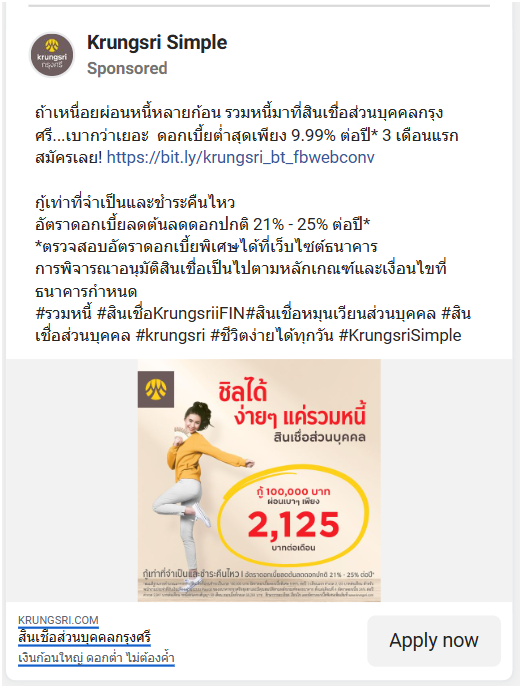 Krungsri Simple
Sponsored
krungsri
กรุงศรี
ถ้าเหนื่อยผ่อนหนี้หลายก้อน รวมหนี้มาที่สินเชื่อส่วนบุคคลกรุง
ศรี...เบากว่าเยอะ ดอกเบี้ยต่ำสุดเพียง 9.99% ต่อปี* 3 เดือนแรก
สมัครเลย! https://bit.ly/krungsri_bt_fbwebconv
กู้เท่าที่จำเป็นและชำระคืนไหว
อัตราดอกเบี้ยลดต้นลดดอกปกติ 21% - 25% ต่อปี*
*ตรวจสอบอัตราดอกเบี้ยพิเศษได้ที่เว็บไซต์ธนาคาร
การพิจารณาอนุมัติสินเชื่อเป็นไปตามหลักเกณฑ์และเงื่อนไขที่
ธนาคารกำหนด
#รวมหนี้ #สินเชื่อKrungsriiFIN#สินเชื่อหมุนเวียนส่วนบุคคล #สิน
เชื่อส่วนบุคคล #krungsri #ชีวิตง่ายได้ทุกวัน #KrungsriSimple
ชิลได้
ง่ายๆ แค่รวมหนี้
สินเชื่อส่วนบุคคล
กู้ 100,000 บาท
ผ่อนเบาๆ เพียง
2,125
บาทต่อเดือน
กู้เท่าที่จำเป็นและชำระคืนไหว | อัตราดอกเบี้ยลดต้นลดดอกปกติ 21% - 25% ต่อปี*
KRUNGSRI.COM
สินเชื่อส่วนบุคคลกรุงศรี
เงินก้อนใหญ่ ดอกต่ำ ไม่ต้องค้ำ
Apply now